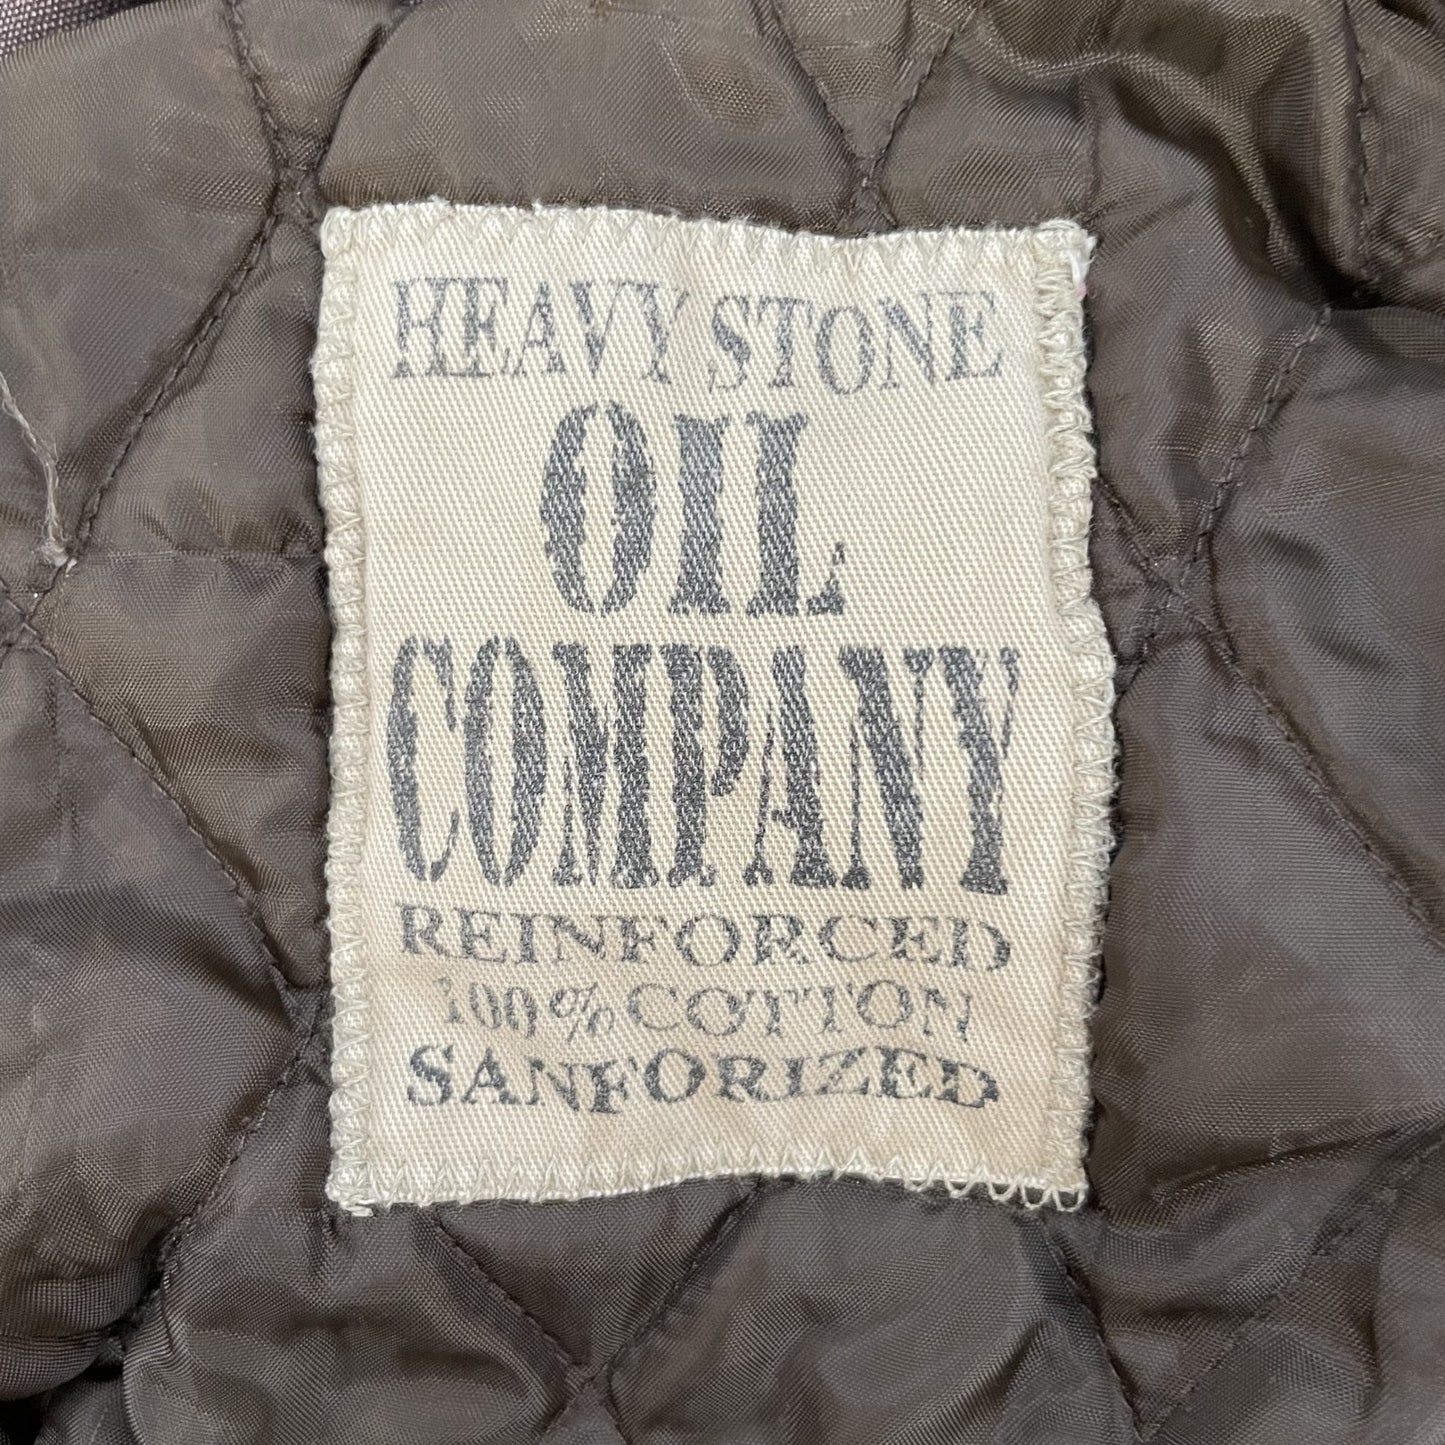 HEAVY STONE
OIL
COMPANY
REINFORCED
100% COTTON
SANFORIZED